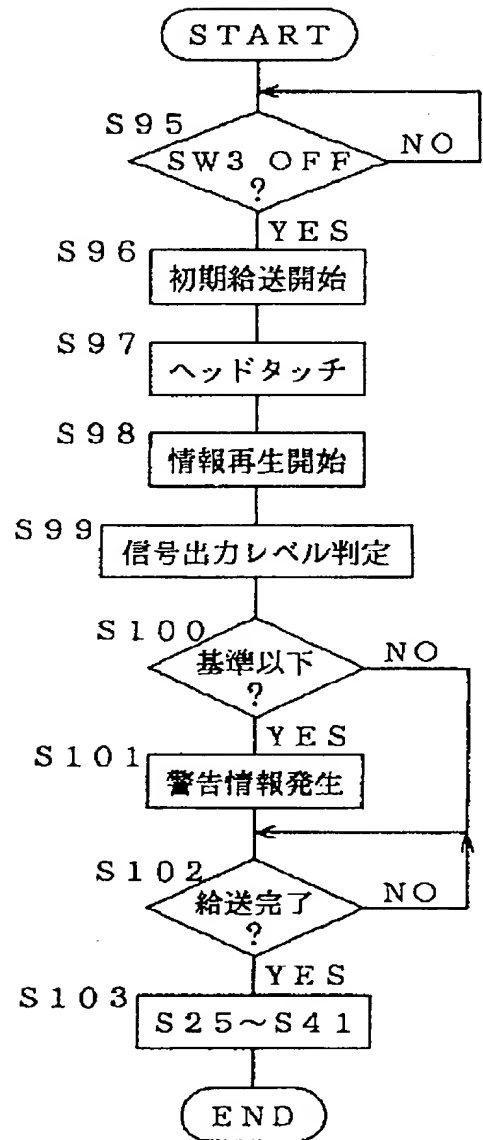 START
S95
SW3 OFF
?
NO
YES
S96
初期給送開始
S97
ヘッドタッチ
S98
情報再生開始
S99
信号出力レベル判定
S100
基準以下
?
NO
YES
S101
警告情報発生
S102
給送完了
?
NO
YES
S103
S25～S41
END